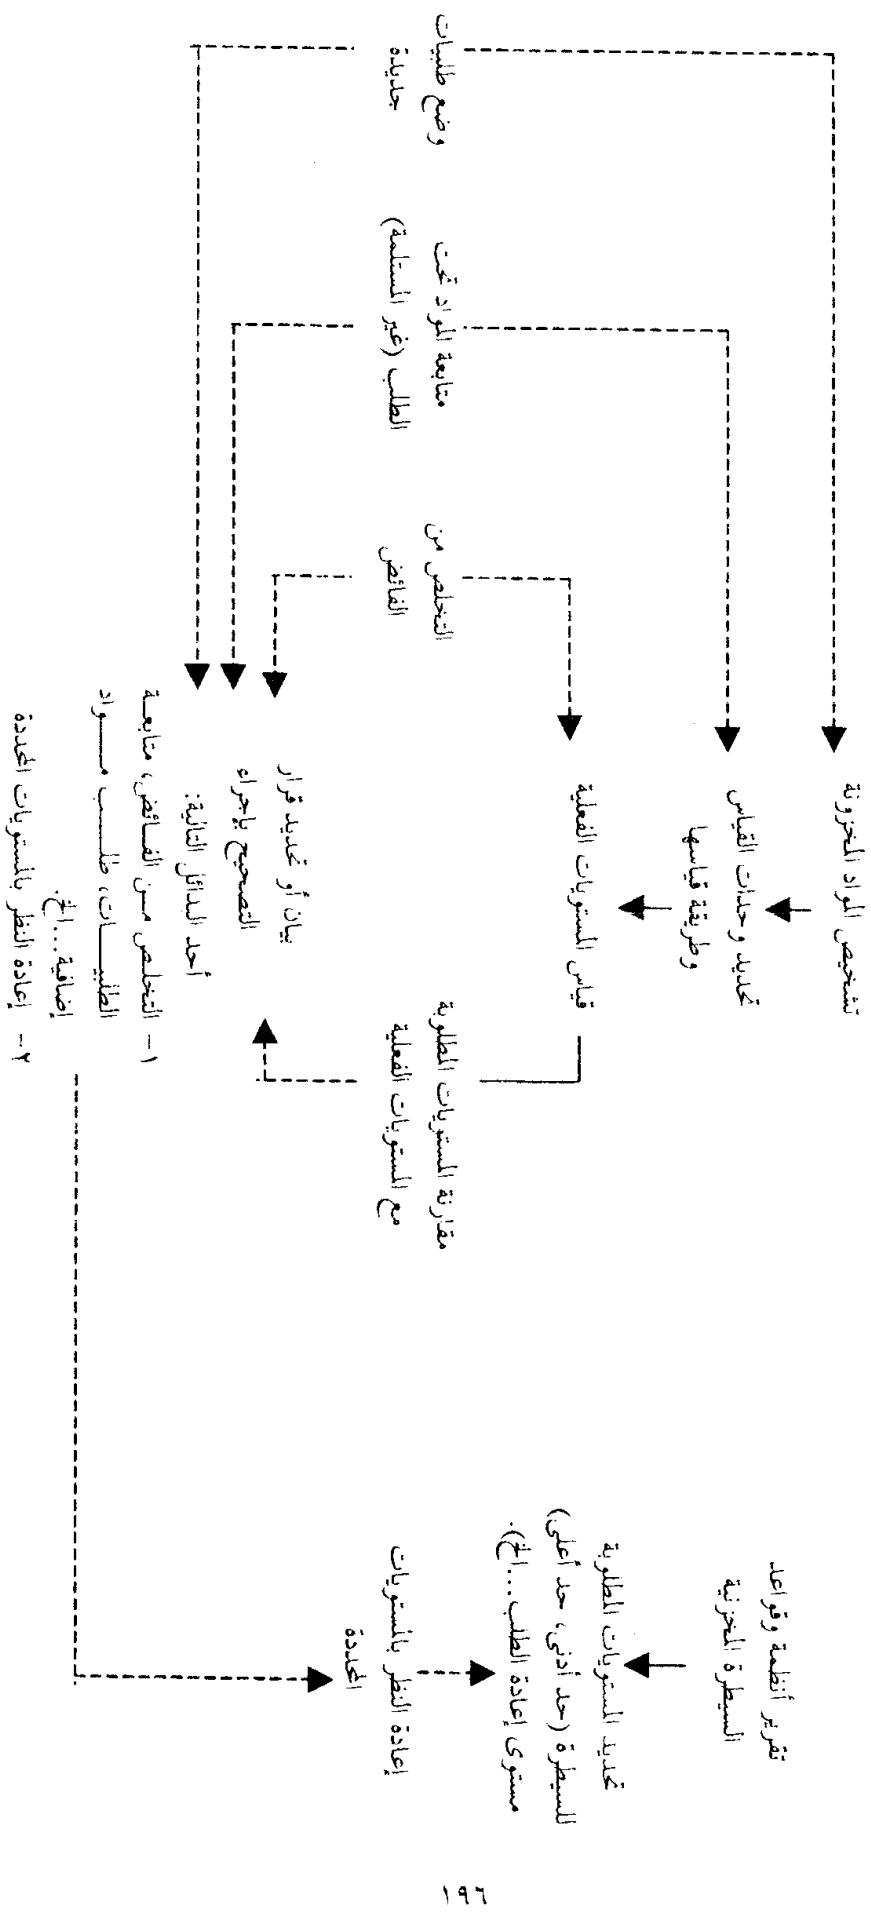 تقرير أنظمة وقواعد
السيطرة المخزنية
تحديد المستويات المطلوبة
للسيطرة (حد أدنى، حد أعلى)
مستوى إعادة الطلب...الخ).
إعادة النظر بالمستويات
المحددة
تشخيص المواد المخزونة
تحديد وحدات القياس
وطريقة قياسها
قياس المستويات الفعلية
مقارنة المستويات المطلوبة
مع المستويات الفعلية
بيان أو تحديد قرار
التصحيح بإجراء
أحد البدائل التالية:
١- التخلص من الفائض، متابعة
الطلبيات، طلب مواد
إضافية...الخ.
٢- إعادة النظر بالمستويات المحددة
التخلص من
الفائض
متابعة المواد تحت
الطلب (غير المستلمة)
وضع طلبيات
جديدة
١٩٦